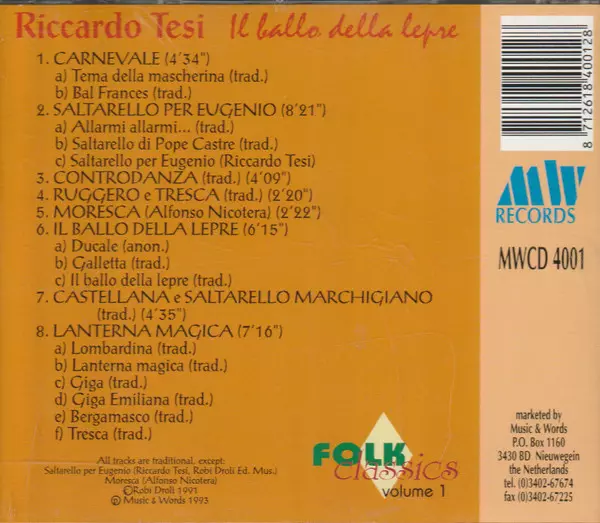 Riccardo Tesi Il ballo della lepre
1. CARNEVALE (4'34")
a) Tema della mascherina (trad.)
b) Bal Frances (trad.)
2. SALTARELLO PER EUGENIO (8'21")
a) Allarmi allarmi... (trad.)
b) Saltarello di Pope Castre (trad.)
c) Saltarello per Eugenio (Riccardo Tesi)
3. CONTRODANZA (trad.) (4'09")
4. RUGGERO e TRESCA (trad.) (2'20")
5. MORESCA (Alfonso Nicotera) (2'22")
6. IL BALLO DELLA LEPRE (6'15")
a) Ducale (anon.)
b) Galletta (trad.)
c) Il ballo della lepre (trad.)
7. CASTELLANA e SALTARELLO MARCHIGIANO
(trad.) (4'35")
8. LANTERNA MAGICA (7'16")
a) Lombardina (trad.)
b) Lanterna magica (trad.)
c) Giga (trad.)
d) Giga Emiliana (trad.)
e) Bergamasco (trad.)
f) Tresca (trad.)
All tracks are traditional, except:
Saltarello per Eugenio (Riccardo Tesi, Robi Droli Ed. Mus.)
Moresca (Alfonso Nicotera)
©Robi Droli 1991
℗ Music & Words 1993
FOLK
classics
volume 1
8 712618 400128
MW
RECORDS
MWCD 4001
marketed by
Music & Words
P.O. Box 1160
3430 BD Nieuwegein
the Netherlands
tel. (0)3402-67674
fax (0)3402-67225